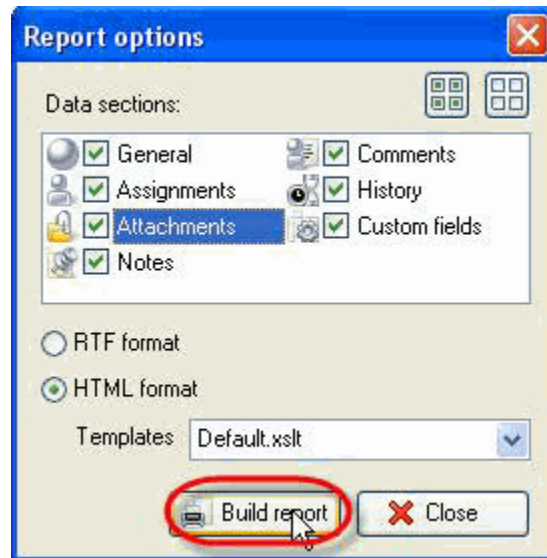 Report options
Data sections:
General Comments
Assignments History
Attachments Custom fields
Notes
RTF format
HTML format
Templates Default.xslt
Build report Close